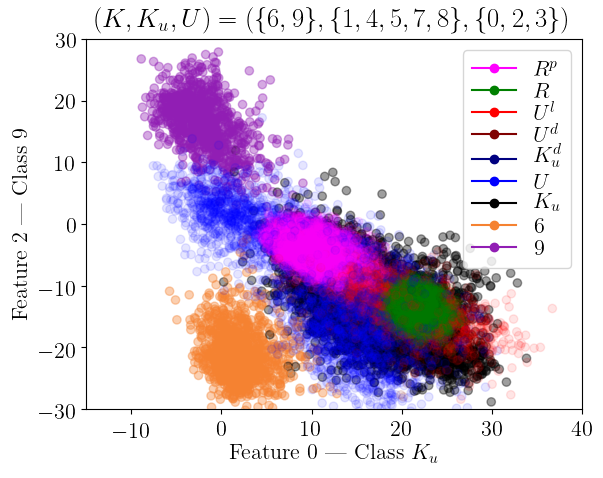 (K, K_u, U) = ({6, 9}, {1, 4, 5, 7, 8}, {0, 2, 3})
30
20
10
0
−10
−20
−30
Feature 2 — Class 9
R^p
R
U^l
U^d
K_u^d
U
K_u
6
9
−10
0
10
20
30
40
Feature 0 — Class K_u